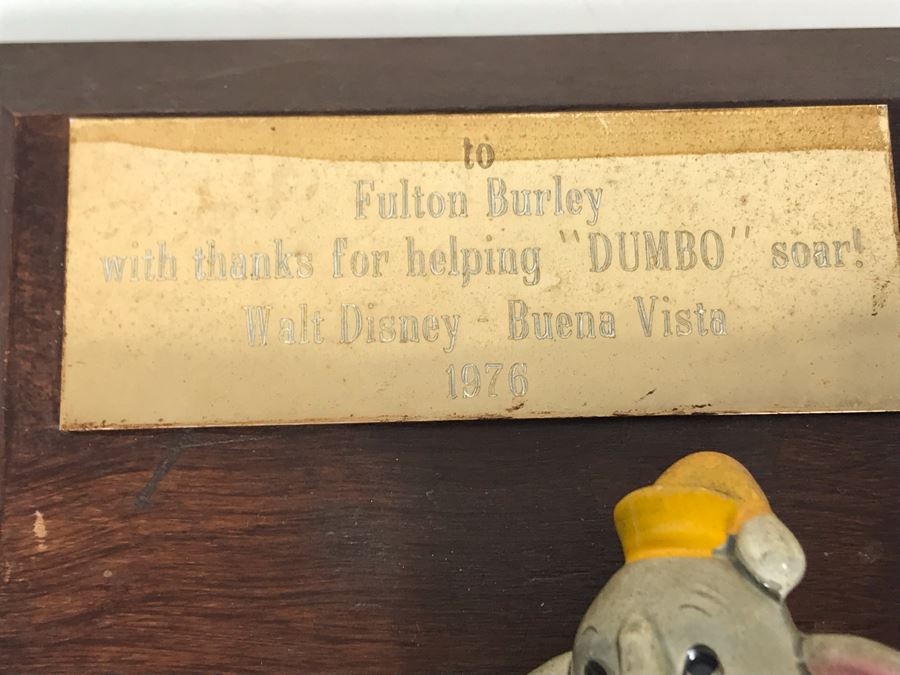 to
Fulton Burley
with thanks for helping "DUMBO" soar!
Walt Disney - Buena Vista
1976